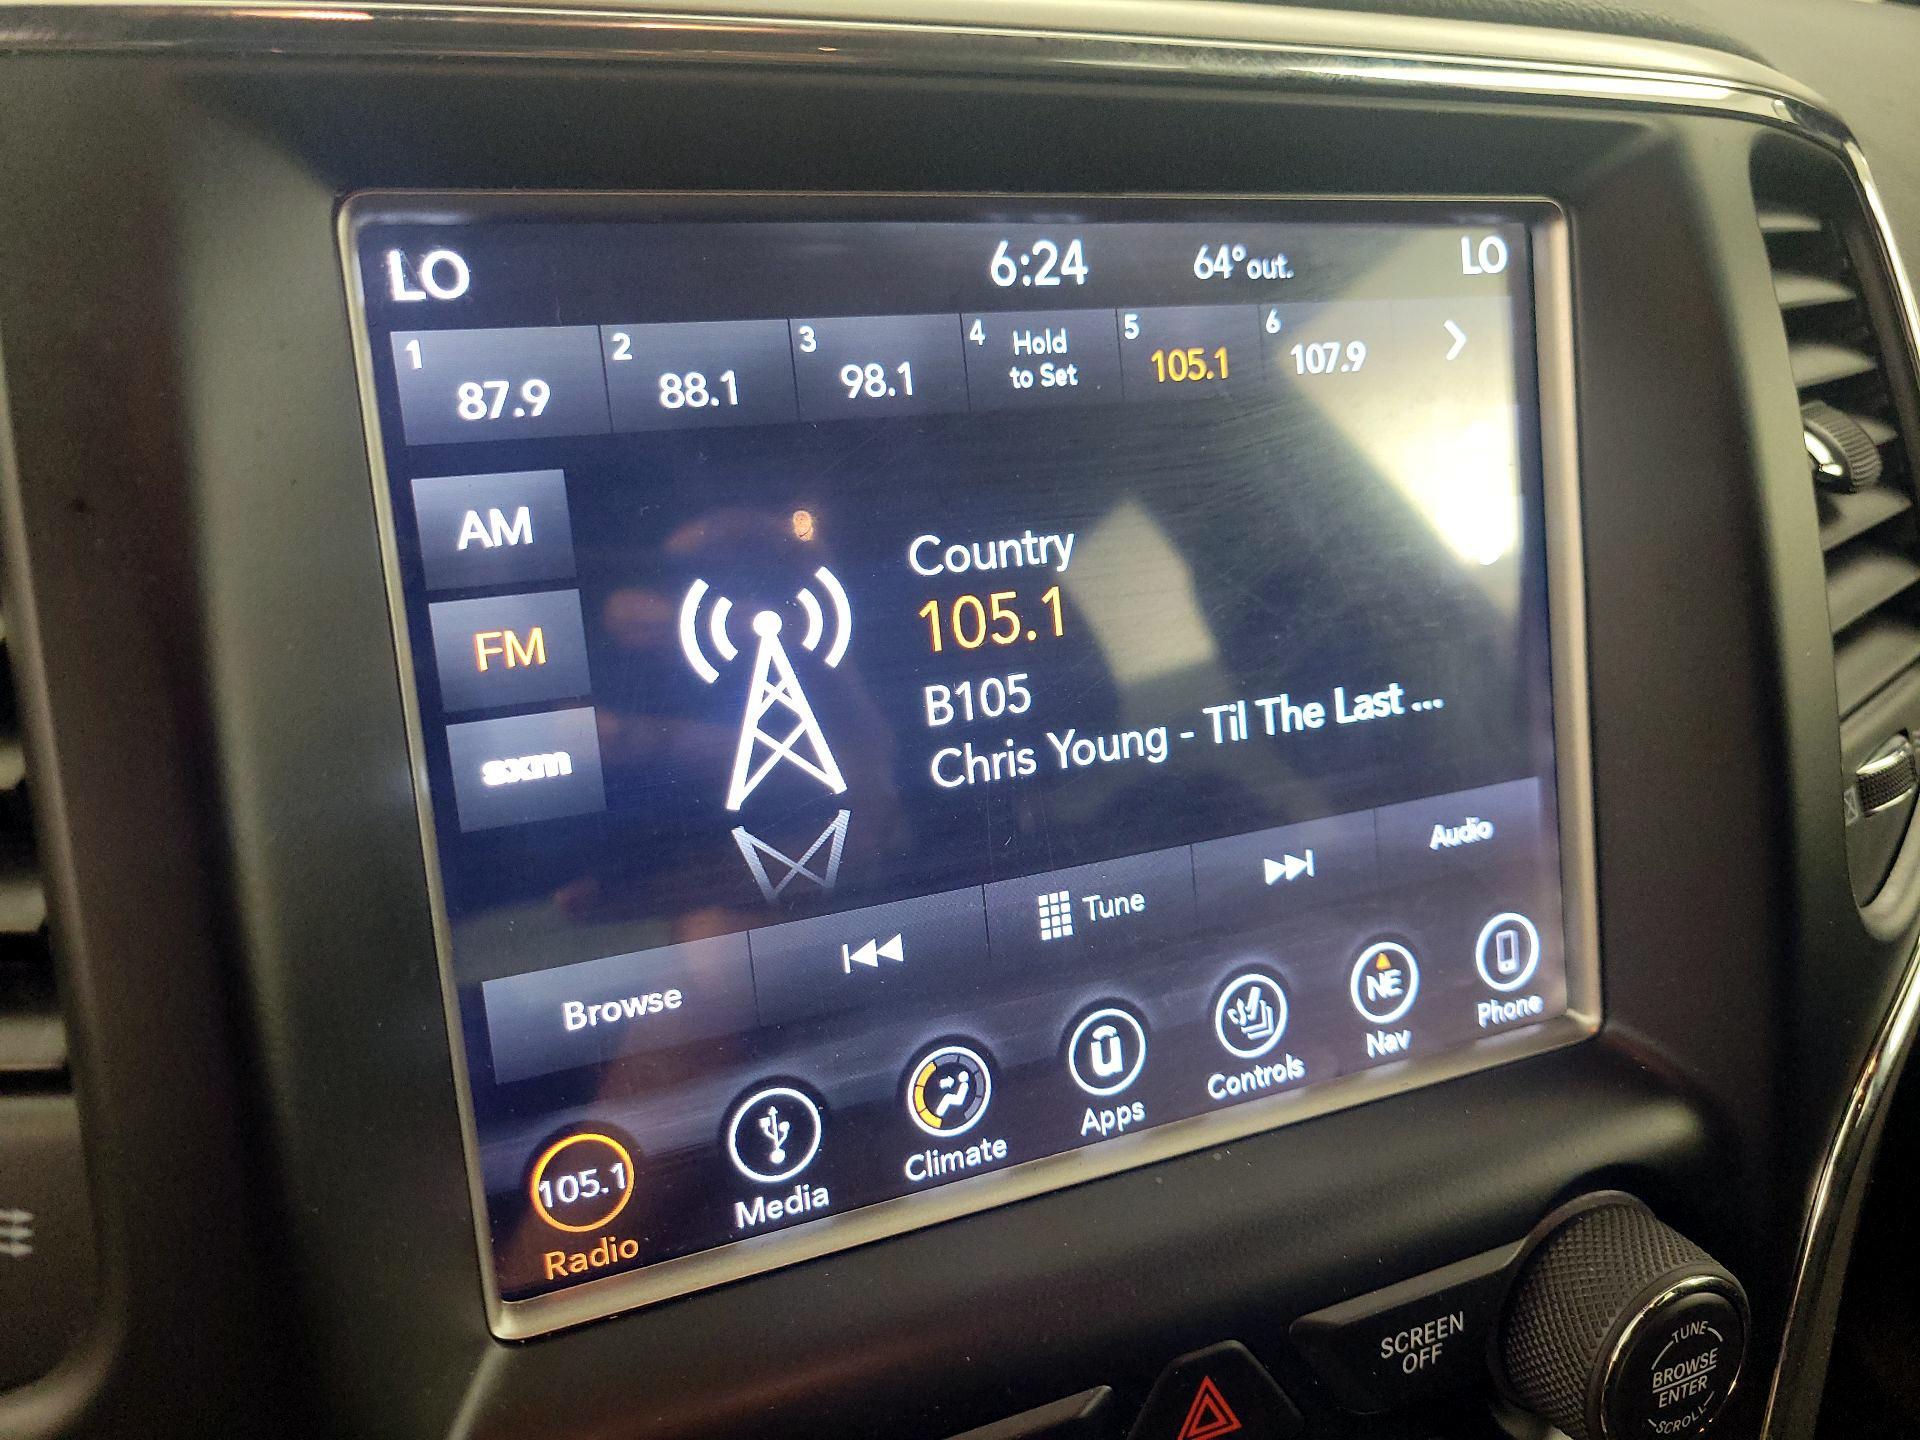 LO 6:24 64° out. LO
1 87.9 2 88.1 3 98.1 4 Hold to Set 5 105.1 6 107.9
AM
FM
sxm
Country
105.1
B105
Chris Young - Til The Last ...
Browse Tune Audio
105.1 NE
Radio Media Climate Apps Controls Nav Phone
SCREEN
OFF
TUNE
BROWSE
ENTER
SCROLL